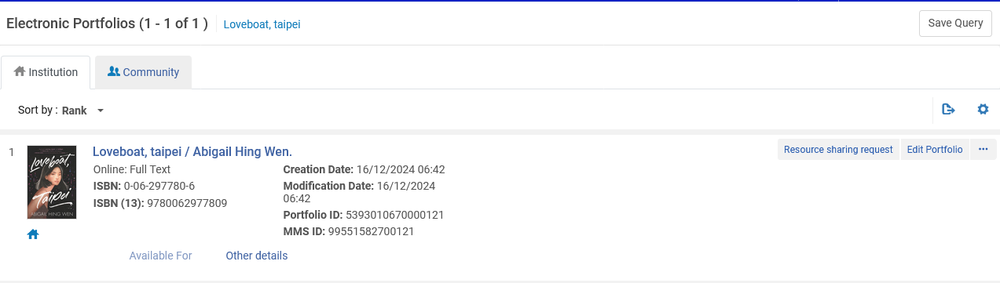 Electronic Portfolios (1 - 1 of 1 ) Loveboat, taipei Save Query
Institution Community
Sort by : Rank
1 Loveboat, taipei / Abigail Hing Wen. Resource sharing request Edit Portfolio ...
Loveboat, Taipei
ABIGAIL HING WEN
Online: Full Text
ISBN: 0-06-297780-6
ISBN (13): 9780062977809
Creation Date: 16/12/2024 06:42
Modification Date: 16/12/2024
06:42
Portfolio ID: 5393010670000121
MMS ID: 99551582700121
Available For Other details